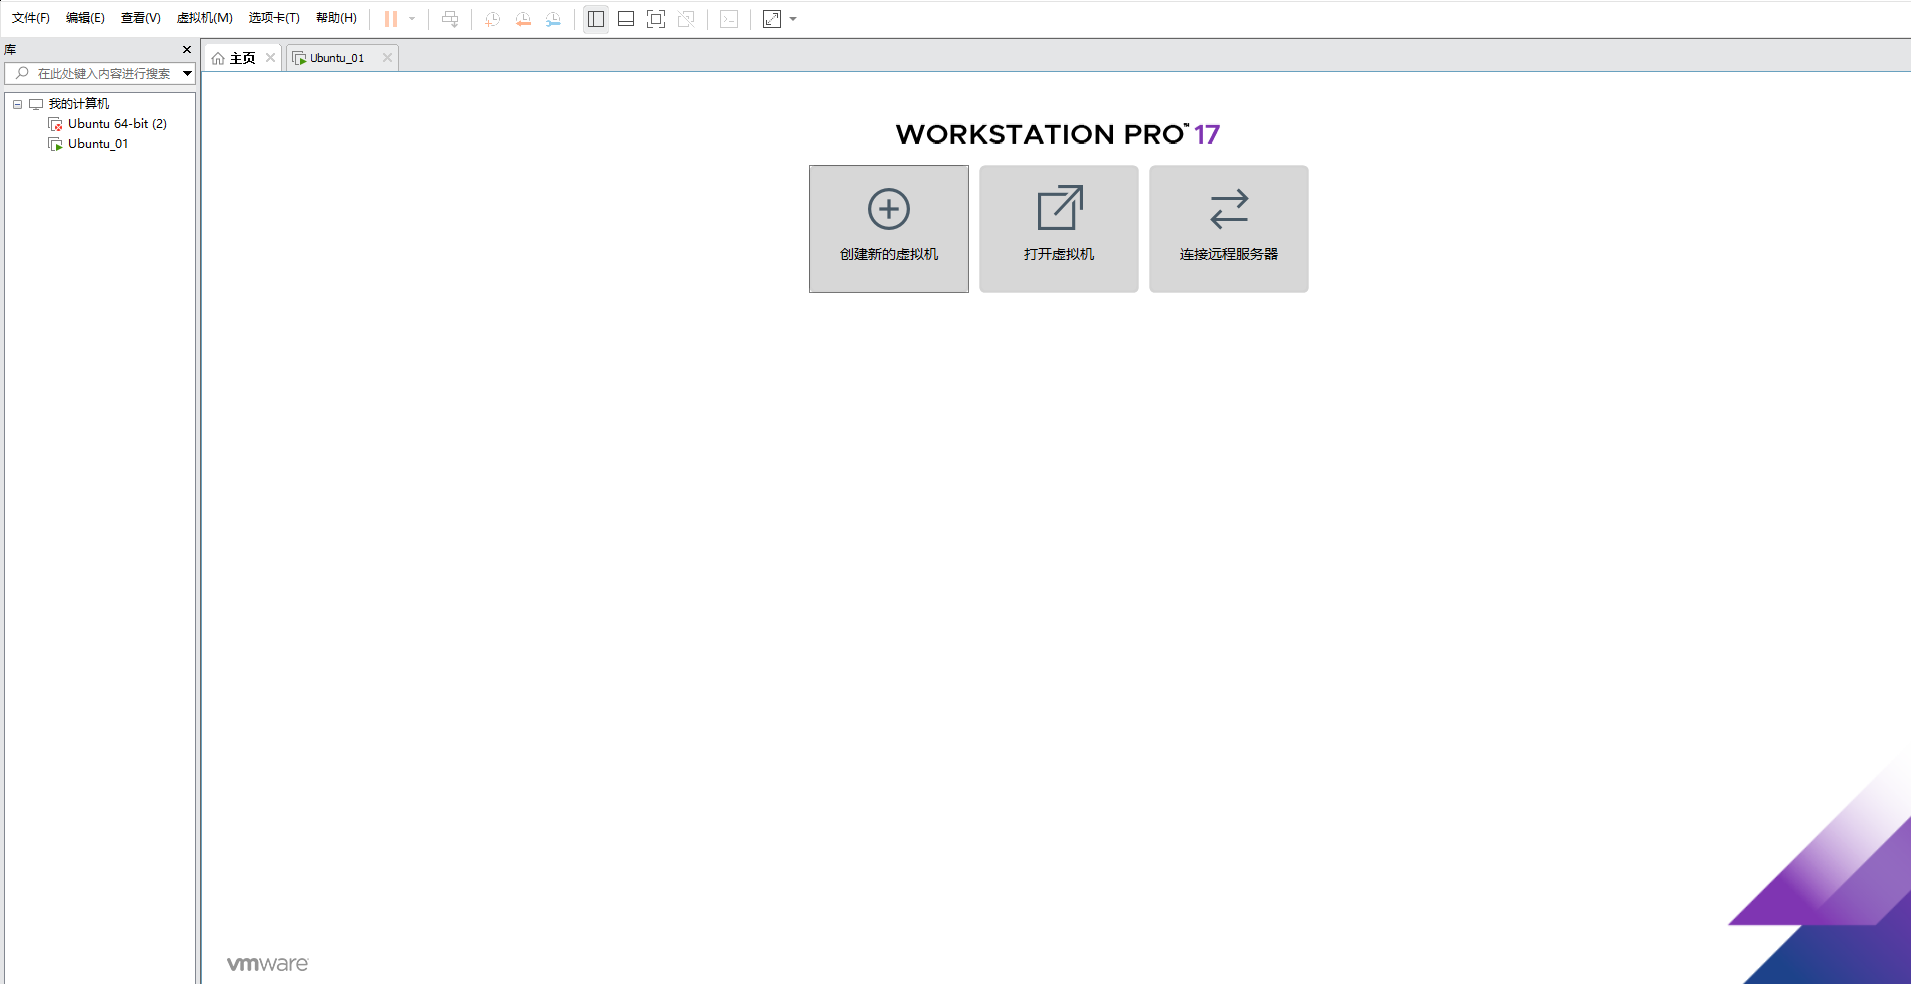 文件(F) 编辑(E) 查看(V) 虚拟机(M) 选项卡(T) 帮助(H)
库
在此处键入内容进行搜索
我的计算机
Ubuntu 64-bit (2)
Ubuntu_01
主页 Ubuntu_01
WORKSTATION PRO™ 17
创建新的虚拟机 打开虚拟机 连接远程服务器
vmware